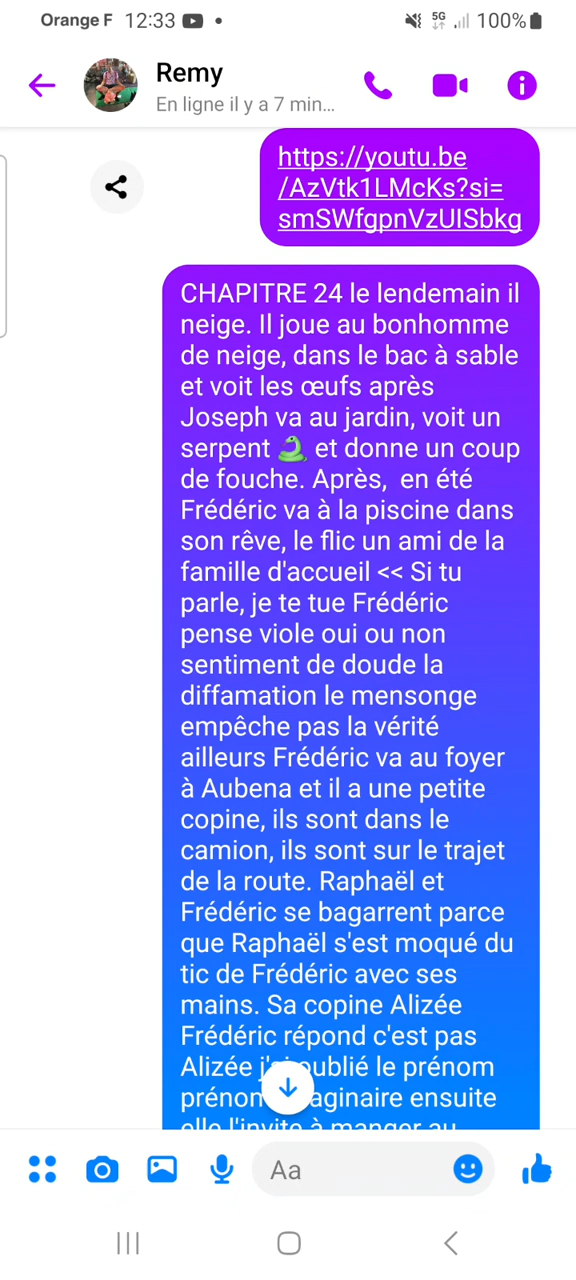 Orange F 12:33
5G 100%
Remy
En ligne il y a 7 min...
https://youtu.be
/AzVtk1LMcKs?si=
smSWfgpnVzUISbkg
CHAPITRE 24 le lendemain il
neige. Il joue au bonhomme
de neige, dans le bac à sable
et voit les œufs après
Joseph va au jardin, voit un
serpent 🐍 et donne un coup
de fouche. Après,  en été
Frédéric va à la piscine dans
son rêve, le flic un ami de la
famille d'accueil << Si tu
parle, je te tue Frédéric
pense viole oui ou non
sentiment de doude la
diffamation le mensonge
empêche pas la vérité
ailleurs Frédéric va au foyer
à Aubena et il a une petite
copine, ils sont dans le
camion, ils sont sur le trajet
de la route. Raphaël et
Frédéric se bagarrent parce
que Raphaël s'est moqué du
tic de Frédéric avec ses
mains. Sa copine Alizée
Frédéric répond c'est pas
Alizée oublié le prénom
ensuite
elle l'invite à manger au
Aa